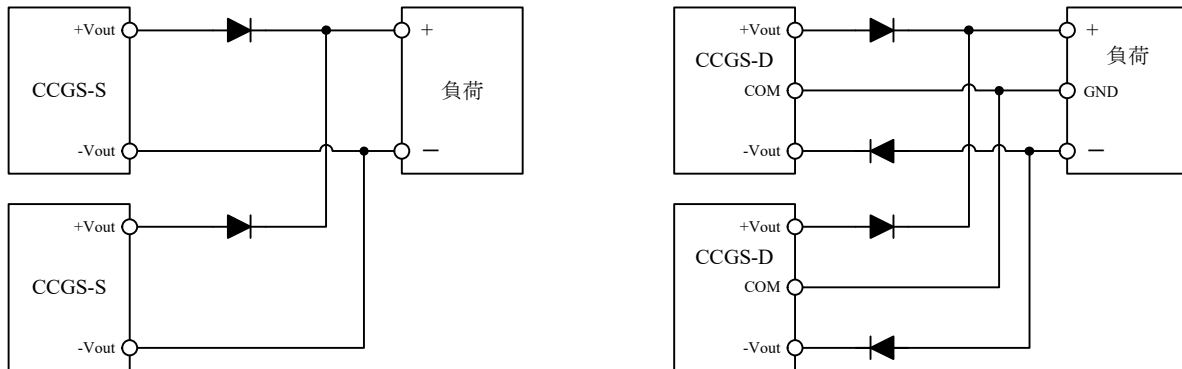 +Vout
CCGS-S
-Vout
+
負荷
−
+Vout
CCGS-S
-Vout
+Vout
CCGS-D
COM
-Vout
+
負荷
GND
−
+Vout
CCGS-D
COM
-Vout